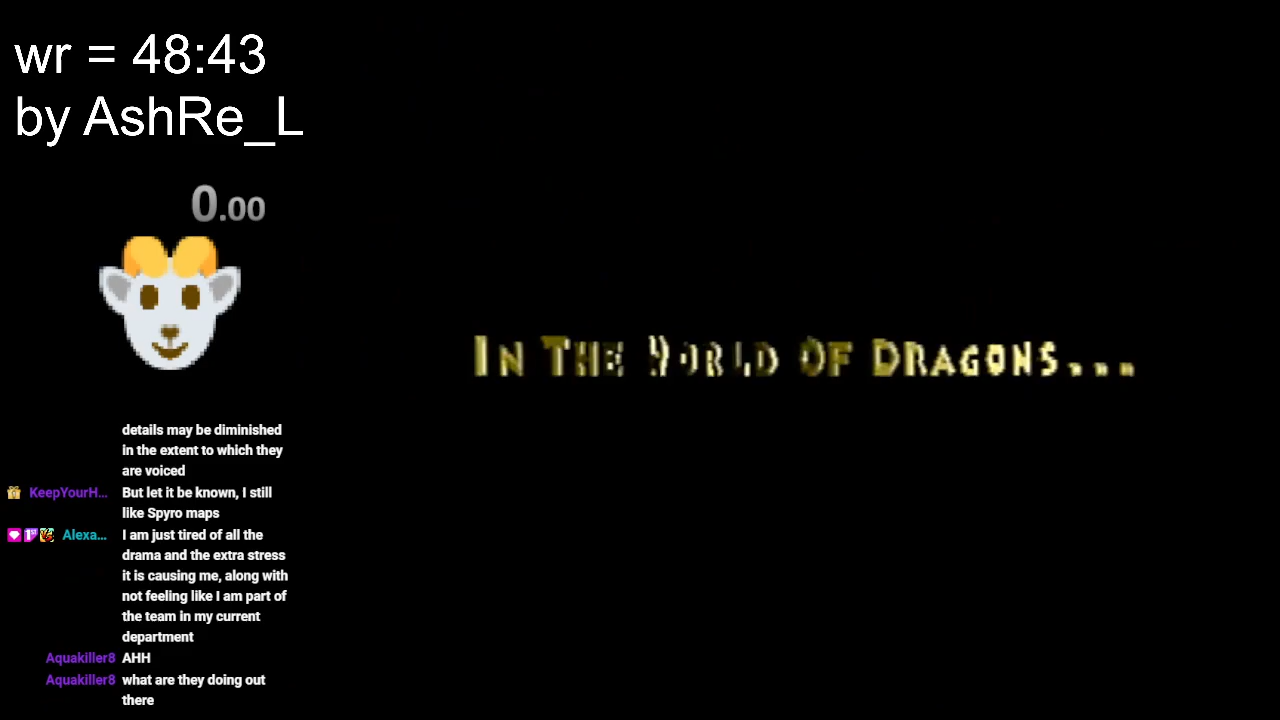 wr = 48:43
by AshRe_L
0.00
In The World Of Dragons...
details may be diminished
in the extent to which they
are voiced
KeepYourH... But let it be known, I still
like Spyro maps
Alexa... I am just tired of all the
drama and the extra stress
it is causing me, along with
not feeling like I am part of
the team in my current
department
Aquakiller8 AHH
Aquakiller8 what are they doing out
there